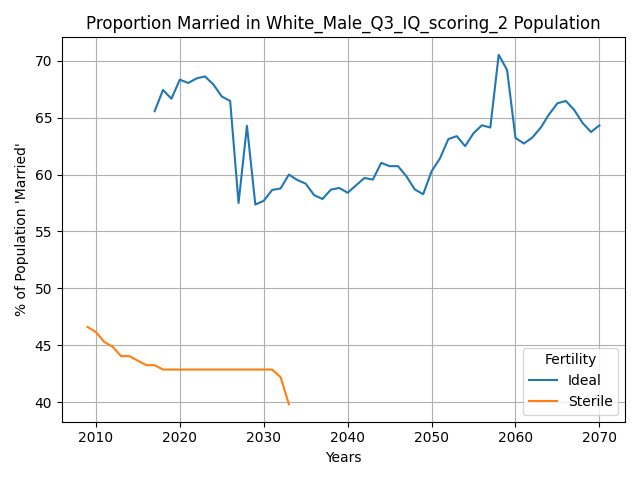 Proportion Married in White_Male_Q3_IQ_scoring_2 Population
% of Population 'Married'
70
65
60
55
50
45
40
2010 2020 2030 2040 2050 2060 2070
Years
Fertility
Ideal
Sterile